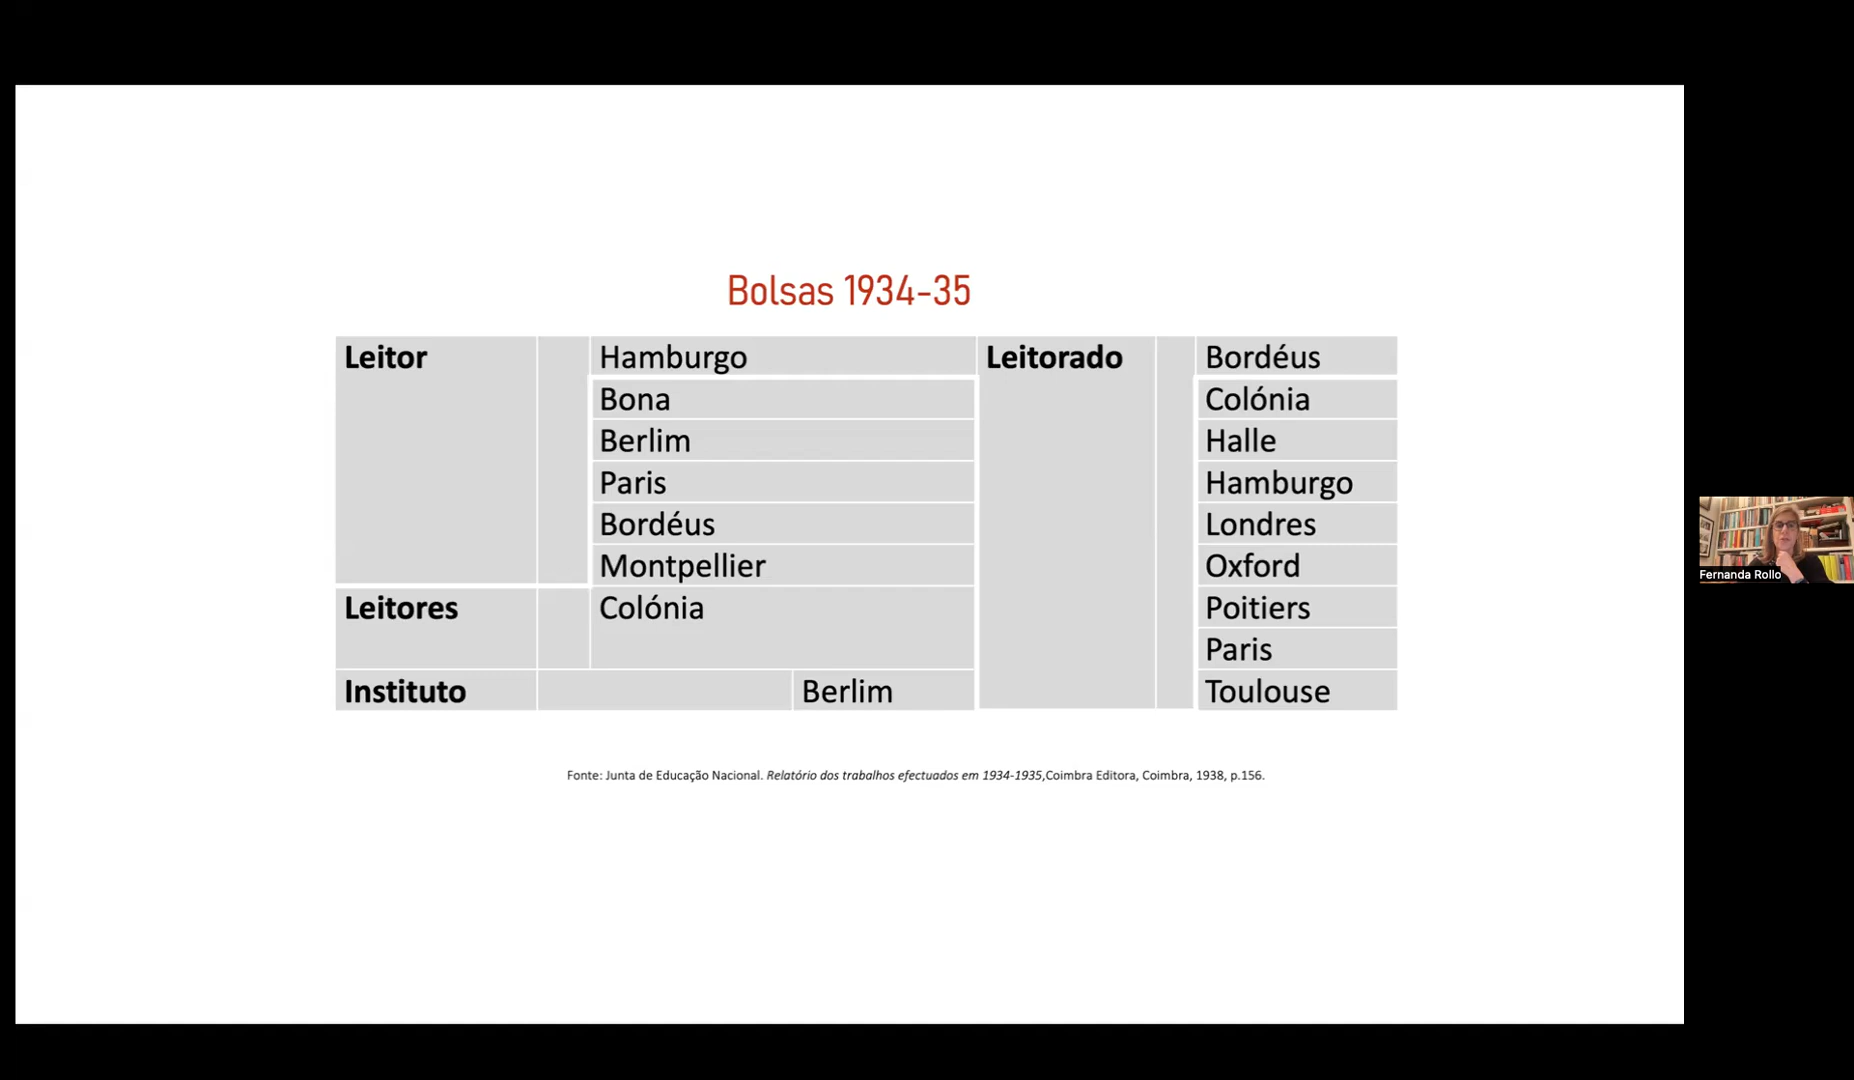 Bolsas 1934-35
Leitor
Hamburgo
Bona
Berlim
Paris
Bordéus
Montpellier
Leitores
Colónia
Instituto
Berlim
Leitorado
Bordéus
Colónia
Halle
Hamburgo
Londres
Oxford
Poitiers
Paris
Toulouse
Fonte: Junta de Educação Nacional. Relatório dos trabalhos efectuados em 1934-1935,Coimbra Editora, Coimbra, 1938, p.156.
Fernanda Rollo